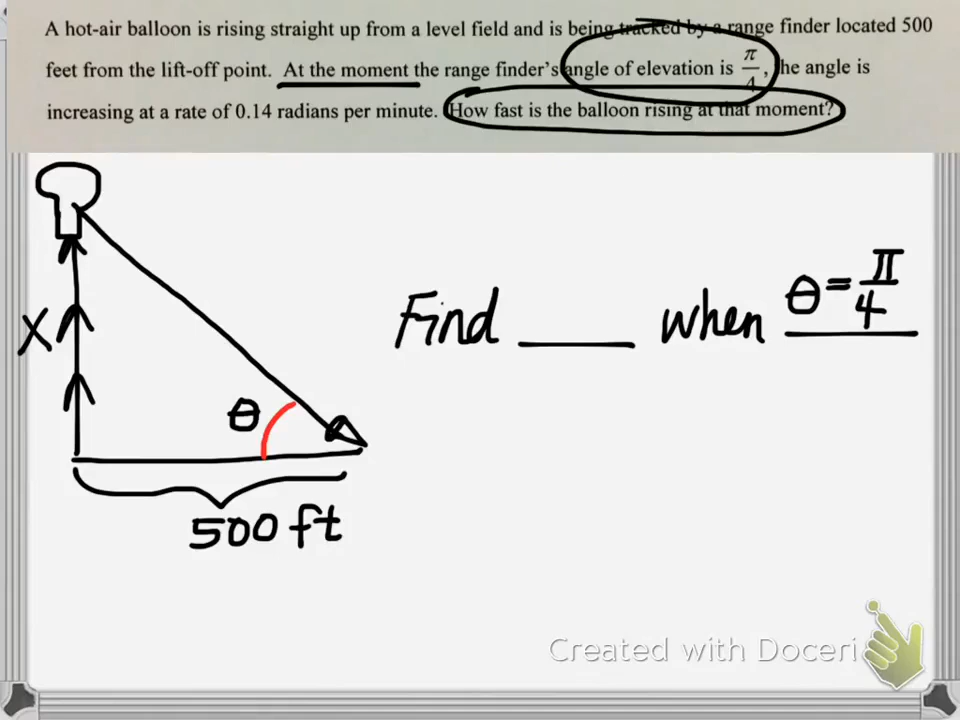 A hot-air balloon is rising straight up from a level field and is being tracked by a range finder located 500
feet from the lift-off point. At the moment the range finder's angle of elevation is π/4, the angle is
increasing at a rate of 0.14 radians per minute. How fast is the balloon rising at that moment?
Find ____ when θ = π/4
X
θ
500 ft
Created with Doceri